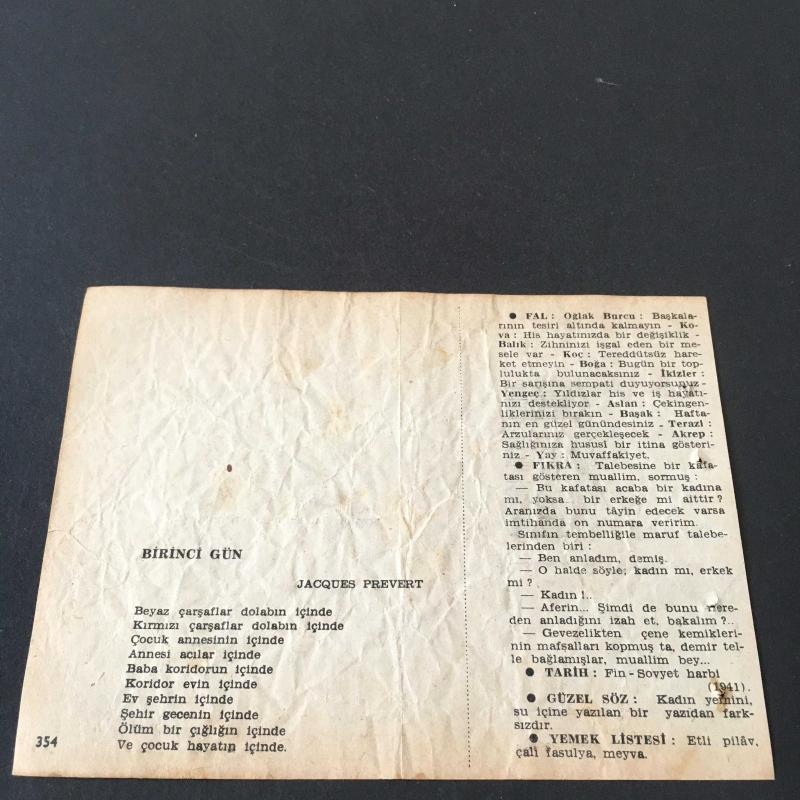 BİRİNCİ GÜN
JACQUES PREVERT
Beyaz çarşaflar dolabın içinde
Kırmızı çarşaflar dolabın içinde
Çocuk annesinin içinde
Annesi acılar içinde
Baba koridorun içinde
Koridor evin içinde
Ev şehrin içinde
Şehir gecenin içinde
Ölüm bir çığlığın içinde
Ve çocuk hayatın içinde.
354
● FAL : Oğlak Burcu : Başkala-
rının tesiri altında kalmayın - Ko-
va : His hayatınızda bir değişiklik -
Balık : Zihninizi işgal eden bir me-
sele var - Koç : Tereddütsüz hare-
ket etmeyin - Boğa : Bugün bir top-
lulukta bulunacaksınız - İkizler :
Bir sarışına sempati duyuyorsunuz -
Yengeç : Yıldızlar his ve iş hayatı-
nızı destekliyor - Aslan : Çekingen-
liklerinizi bırakın - Başak : Hafta-
nın en güzel günündesiniz - Terazi :
Arzularınız gerçekleşecek - Akrep :
Sağlığınıza hususî bir itina gösteri-
niz - Yay : Muvaffakiyet.
● FIKRA : Talebesine bir kafa-
tası gösteren muallim, sormuş :
— Bu kafatası acaba bir kadına
mı, yoksa bir erkeğe mi aittir?
Aranızda bunu tâyin edecek varsa
imtihanda on numara veririm.
Sınıfın tembelliğile maruf talebe-
lerinden biri :
— Ben anladım, demiş.
— O halde söyle, kadın mı, erkek
mi ?
— Kadın !..
— Aferin... Şimdi de bunu nere-
den anladığını izah et, bakalım ?..
— Gevezelikten çene kemikleri-
nin mafsalları kopmuş ta, demir tel-
le bağlamışlar, muallim bey...
● TARİH : Fin - Sovyet harbi
(1941).
● GÜZEL SÖZ : Kadın yemini,
su içine yazılan bir yazıdan fark-
sızdır.
● YEMEK LİSTESİ : Etli pilâv,
çalı fasulya, meyva.